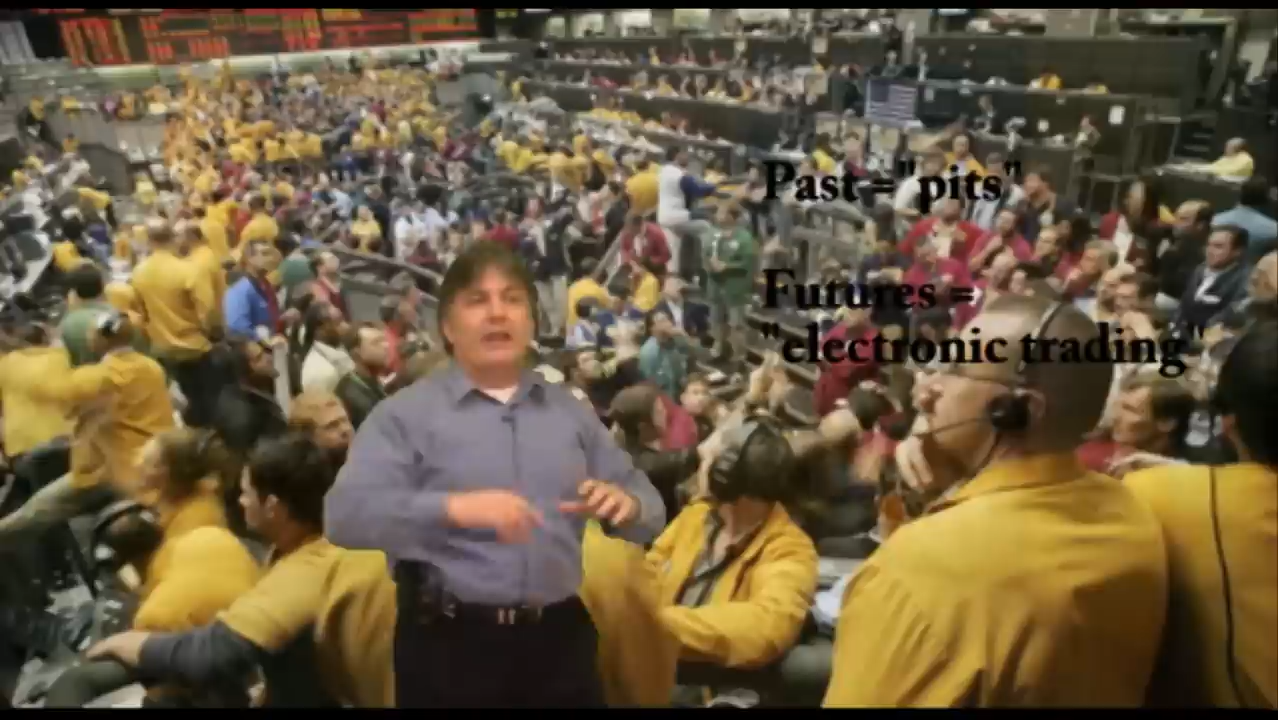 Past ="pits"
Futures =
"electronic trading"